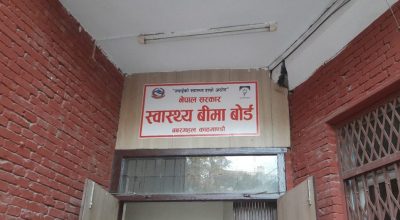 नेपाल सरकार
स्वास्थ्य बीमा बोर्ड
बबरमहल, काठमाण्डौ